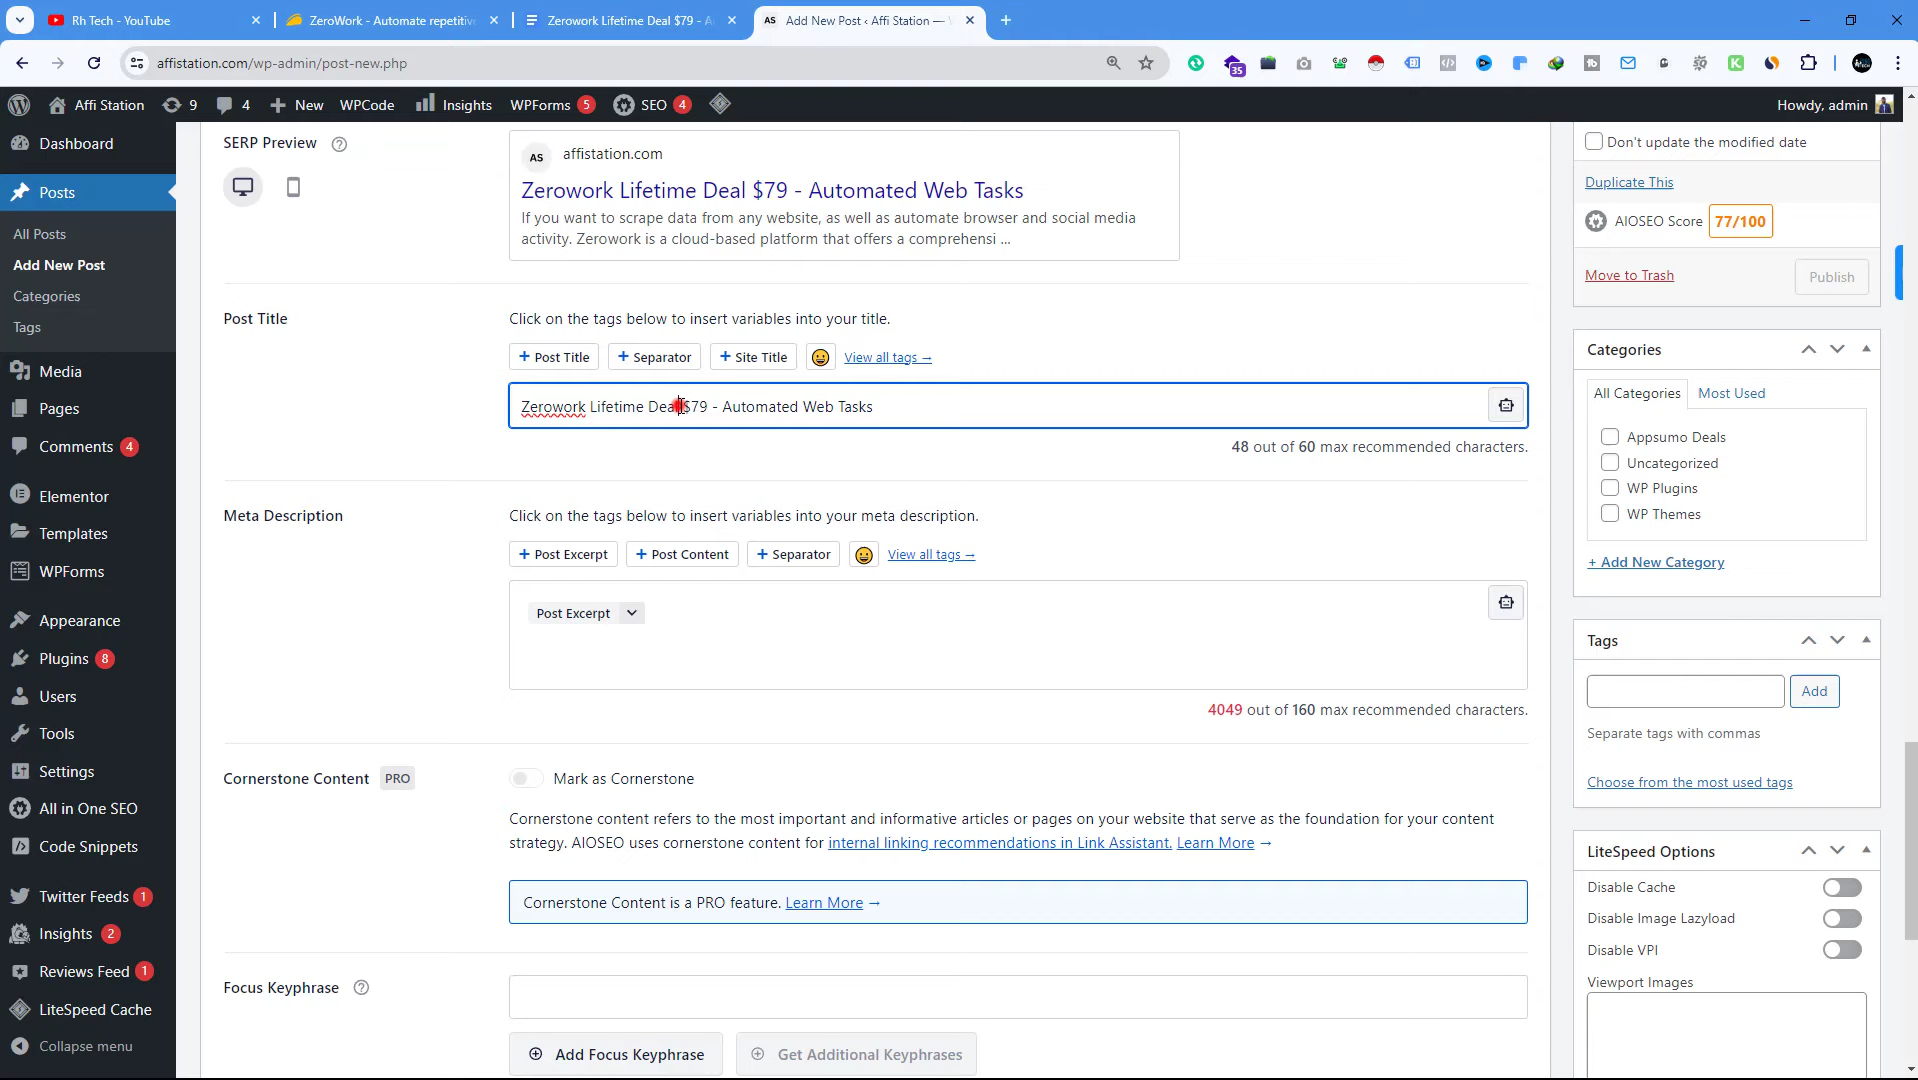 Rh Tech - YouTube
ZeroWork - Automate repetitiv
Zerowork Lifetime Deal $79 - A
AS Add New Post ‹ Affi Station —
affistation.com/wp-admin/post-new.php
35
Affi Station 9 4 New WPCode Insights WPForms 5 SEO 4
Howdy, admin
Dashboard
Posts
All Posts
Add New Post
Categories
Tags
Media
Pages
Comments 4
Elementor
Templates
WPForms
Appearance
Plugins 8
Users
Tools
Settings
All in One SEO
Code Snippets
Twitter Feeds 1
Insights 2
Reviews Feed 1
LiteSpeed Cache
Collapse menu
SERP Preview
AS affistation.com
Zerowork Lifetime Deal $79 - Automated Web Tasks
If you want to scrape data from any website, as well as automate browser and social media
activity. Zerowork is a cloud-based platform that offers a comprehensi ...
Post Title
Click on the tags below to insert variables into your title.
+ Post Title + Separator + Site Title View all tags →
Zerowork Lifetime Deal $79 - Automated Web Tasks
48 out of 60 max recommended characters.
Meta Description
Click on the tags below to insert variables into your meta description.
+ Post Excerpt + Post Content + Separator View all tags →
Post Excerpt
4049 out of 160 max recommended characters.
Cornerstone Content PRO
Mark as Cornerstone
Cornerstone content refers to the most important and informative articles or pages on your website that serve as the foundation for your content
strategy. AIOSEO uses cornerstone content for internal linking recommendations in Link Assistant. Learn More →
Cornerstone Content is a PRO feature. Learn More →
Focus Keyphrase
Add Focus Keyphrase
Get Additional Keyphrases
Don't update the modified date
Duplicate This
AIOSEO Score 77/100
Move to Trash
Publish
Categories
All Categories
Most Used
Appsumo Deals
Uncategorized
WP Plugins
WP Themes
+ Add New Category
Tags
Add
Separate tags with commas
Choose from the most used tags
LiteSpeed Options
Disable Cache
Disable Image Lazyload
Disable VPI
Viewport Images